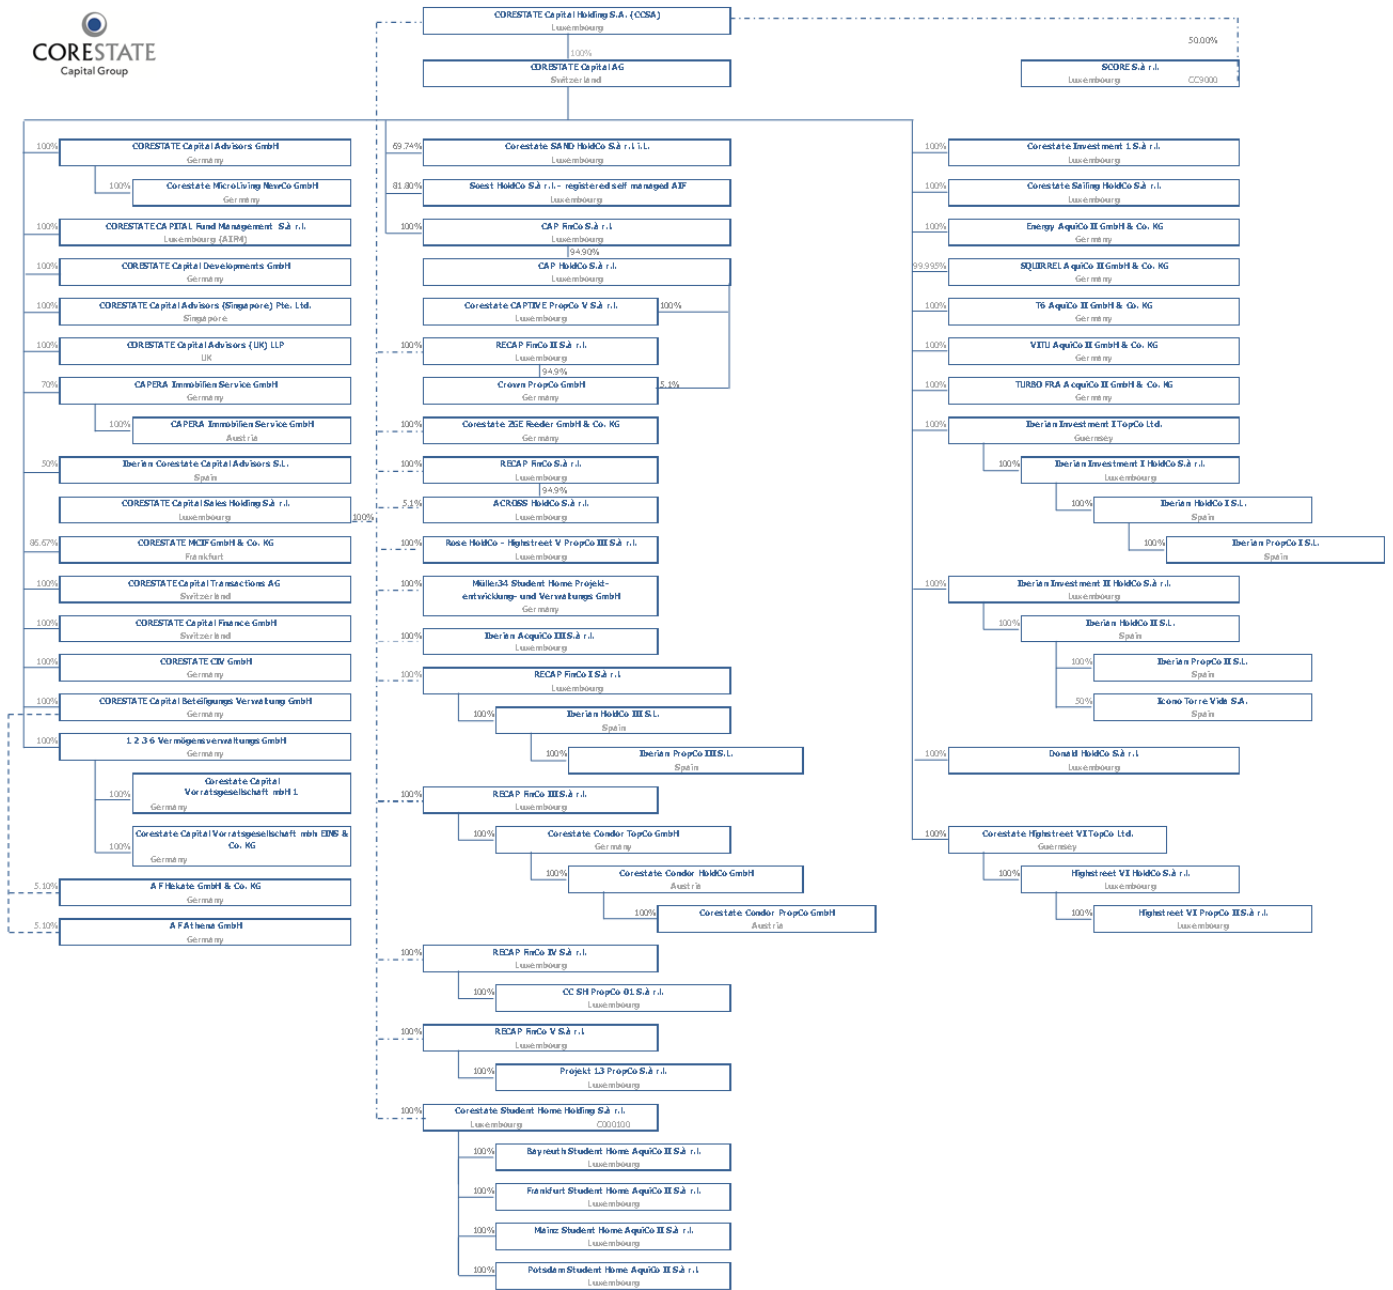 CORESTATE
Capital Group
CORESTATE Capital Holding S.A. (CCSA)
Luxembourg
100%
CORESTATE Capital AG
Switzerland
50.00%
SCORE S.à r.l.
Luxembourg CC9000
100%
CORESTATE Capital Advisors GmbH
Germany
100%
Corestate MicroLiving NewCo GmbH
Germany
100%
CORESTATE CAPITAL Fund Management S.à r.l.
Luxembourg (AIFM)
100%
CORESTATE Capital Developments GmbH
Germany
100%
CORESTATE Capital Advisors (Singapore) Pte. Ltd.
Singapore
100%
CORESTATE Capital Advisors (UK) LLP
UK
70%
CAPERA Immobilien Service GmbH
Germany
100%
CAPERA Immobilien Service GmbH
Austria
50%
Iberian Corestate Capital Advisors S.L.
Spain
CORESTATE Capital Sales Holding S.à r.l.
Luxembourg
100%
86.67%
CORESTATE MCIF GmbH & Co. KG
Frankfurt
100%
CORESTATE Capital Transactions AG
Switzerland
100%
CORESTATE Capital Finance GmbH
Switzerland
100%
CORESTATE CIV GmbH
Germany
100%
CORESTATE Capital Beteiligungs Verwaltung GmbH
Germany
100%
1 2 3 6 Vermögensverwaltungs GmbH
Germany
100%
Corestate Capital
Vorratsgesellschaft mbH 1
Germany
100%
Corestate Capital Vorratsgesellschaft mbh EINS &
Co. KG
Germany
5.10%
A F Hekate GmbH & Co. KG
Germany
5.10%
A F Athena GmbH
Germany
69.74%
Corestate SAND HoldCo S.à r.l. i.L.
Luxembourg
81.80%
Soest HoldCo S.à r.l.- registered self managed AIF
Luxembourg
100%
CAP FinCo S.à r.l.
Luxembourg
94.90%
CAP HoldCo S.à r.l.
Luxembourg
Corestate CAPTIVE PropCo V S.à r.l.
Luxembourg
100%
100%
RECAP FinCo II S.à r.l.
Luxembourg
94.9%
Crown PropCo GmbH
Germany
5.1%
100%
Corestate ZGE Feeder GmbH & Co. KG
Germany
100%
RECAP FinCo S.à r.l.
Luxembourg
94.9%
5.1%
ACROSS HoldCo S.à r.l.
Luxembourg
100%
Rose HoldCo - Highstreet V PropCo III S.à r.l.
Luxembourg
100%
Müller34 Student Home Projekt-
entwicklung- und Verwaltungs GmbH
Germany
100%
Iberian AcquiCo III S.à r.l.
Luxembourg
100%
RECAP FinCo I S.à r.l.
Luxembourg
100%
Iberian HoldCo III S.L.
Spain
100%
Iberian PropCo III S.L.
Spain
100%
RECAP FinCo III S.à r.l.
Luxembourg
100%
Corestate Condor TopCo GmbH
Germany
100%
Corestate Condor HoldCo GmbH
Austria
100%
Corestate Condor PropCo GmbH
Austria
100%
RECAP FinCo IV S.à r.l.
Luxembourg
100%
CC SH PropCo 01 S.à r.l.
Luxembourg
100%
RECAP FinCo V S.à r.l.
Luxembourg
100%
Projekt 13 PropCo S.à r.l.
Luxembourg
100%
Corestate Student Home Holding S.à r.l.
Luxembourg C000100
100%
Bayreuth Student Home AquiCo II S.à r.l.
Luxembourg
100%
Frankfurt Student Home AquiCo II S.à r.l.
Luxembourg
100%
Mainz Student Home AquiCo II S.à r.l.
Luxembourg
100%
Potsdam Student Home AquiCo II S.à r.l.
Luxembourg
100%
Corestate Investment 1 S.à r.l.
Luxembourg
100%
Corestate Sailing HoldCo S.à r.l.
Luxembourg
100%
Energy AquiCo II GmbH & Co. KG
Germany
99.995%
SQUIRREL AquiCo II GmbH & Co. KG
Germany
100%
T6 AquiCo II GmbH & Co. KG
Germany
100%
VITU AquiCo II GmbH & Co. KG
Germany
100%
TURBO FRA AcquiCo II GmbH & Co. KG
Germany
100%
Iberian Investment I TopCo Ltd.
Guernsey
100%
Iberian Investment I HoldCo S.à r.l.
Luxembourg
100%
Iberian HoldCo I S.L.
Spain
100%
Iberian PropCo I S.L.
Spain
100%
Iberian Investment II HoldCo S.à r.l.
Luxembourg
100%
Iberian HoldCo II S.L.
Spain
100%
Iberian PropCo II S.L.
Spain
50%
Icono Torre Vida S.A.
Spain
100%
Donald HoldCo S.à r.l.
Luxembourg
100%
Corestate Highstreet VI TopCo Ltd.
Guernsey
100%
Highstreet VI HoldCo S.à r.l.
Luxembourg
100%
Highstreet VI PropCo II S.à r.l.
Luxembourg